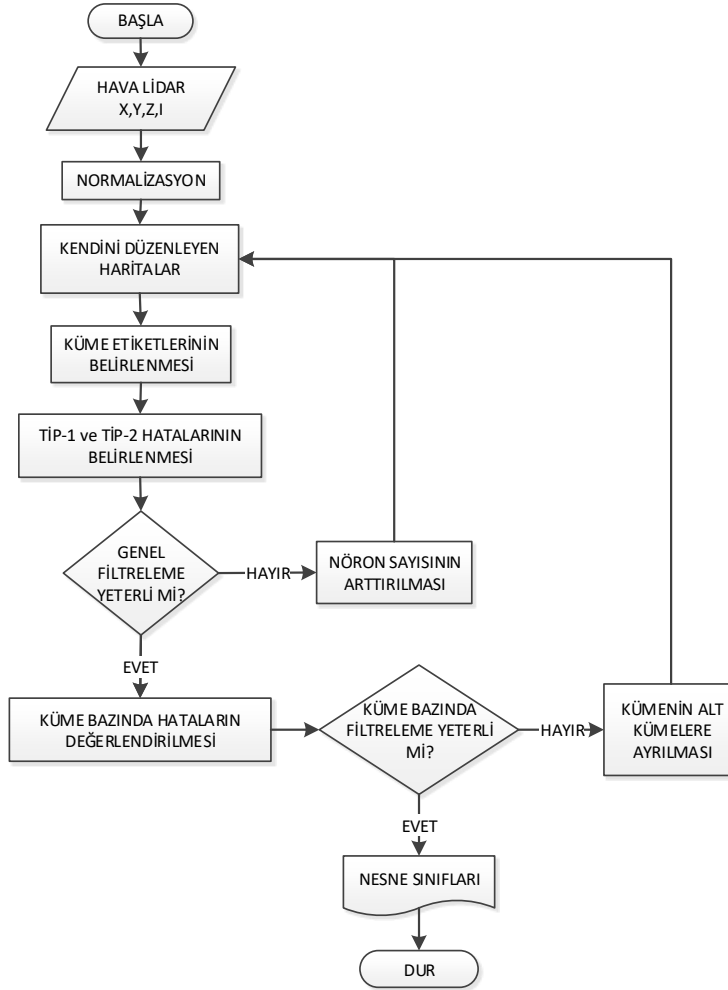 BAŞLA
HAVA LİDAR
X,Y,Z,I
NORMALİZASYON
KENDİNİ DÜZENLEYEN
HARİTALAR
KÜME ETİKETLERİNİN
BELİRLENMESİ
TİP-1 ve TİP-2 HATALARININ
BELİRLENMESİ
GENEL
FİLTRELEME
YETERLİ Mİ?
HAYIR
NÖRON SAYISININ
ARTTIRILMASI
EVET
KÜME BAZINDA HATALARIN
DEĞERLENDİRİLMESİ
KÜME BAZINDA
FİLTRELEME YETERLİ
Mİ?
HAYIR
KÜMENİN ALT
KÜMELERE
AYRILMASI
EVET
NESNE SINIFLARI
DUR